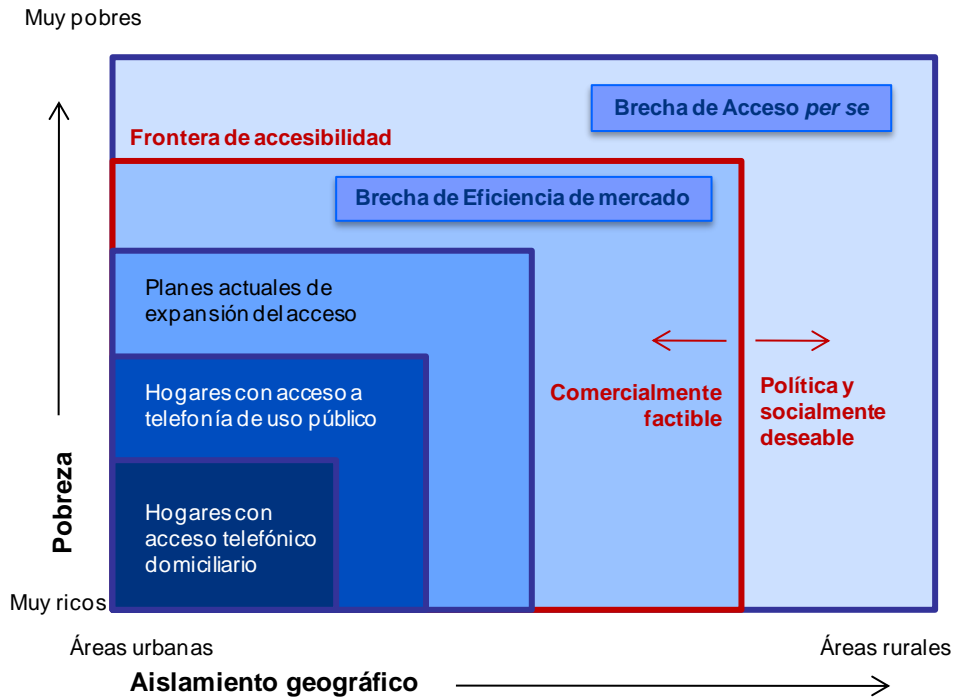 Muy pobres
Brecha de Acceso per se
Frontera de accesibilidad
Brecha de Eficiencia de mercado
Planes actuales de
expansión del acceso
Comercialmente
factible
Política y
socialmente
deseable
Hogares con acceso a
telefonía de uso público
Pobreza
Hogares con
acceso telefónico
domiciliario
Muy ricos
Áreas urbanas
Áreas rurales
Aislamiento geográfico